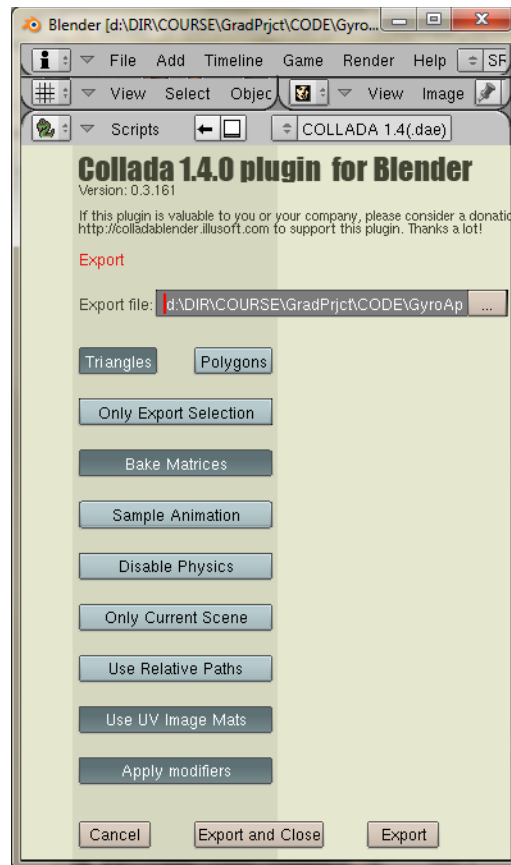 Blender [d:\DIR\COURSE\GradPrjct\CODE\Gyro...
File Add Timeline Game Render Help SF
View Select Objec View Image
Scripts COLLADA 1.4(.dae)
Collada 1.4.0 plugin for Blender
Version: 0.3.161
If this plugin is valuable to you or your company, please consider a donatic
http://colladablender.illusoft.com to support this plugin. Thanks a lot!
Export
Export file: d:\DIR\COURSE\GradPrjct\CODE\GyroAp ...
Triangles Polygons
Only Export Selection
Bake Matrices
Sample Animation
Disable Physics
Only Current Scene
Use Relative Paths
Use UV Image Mats
Apply modifiers
Cancel Export and Close Export